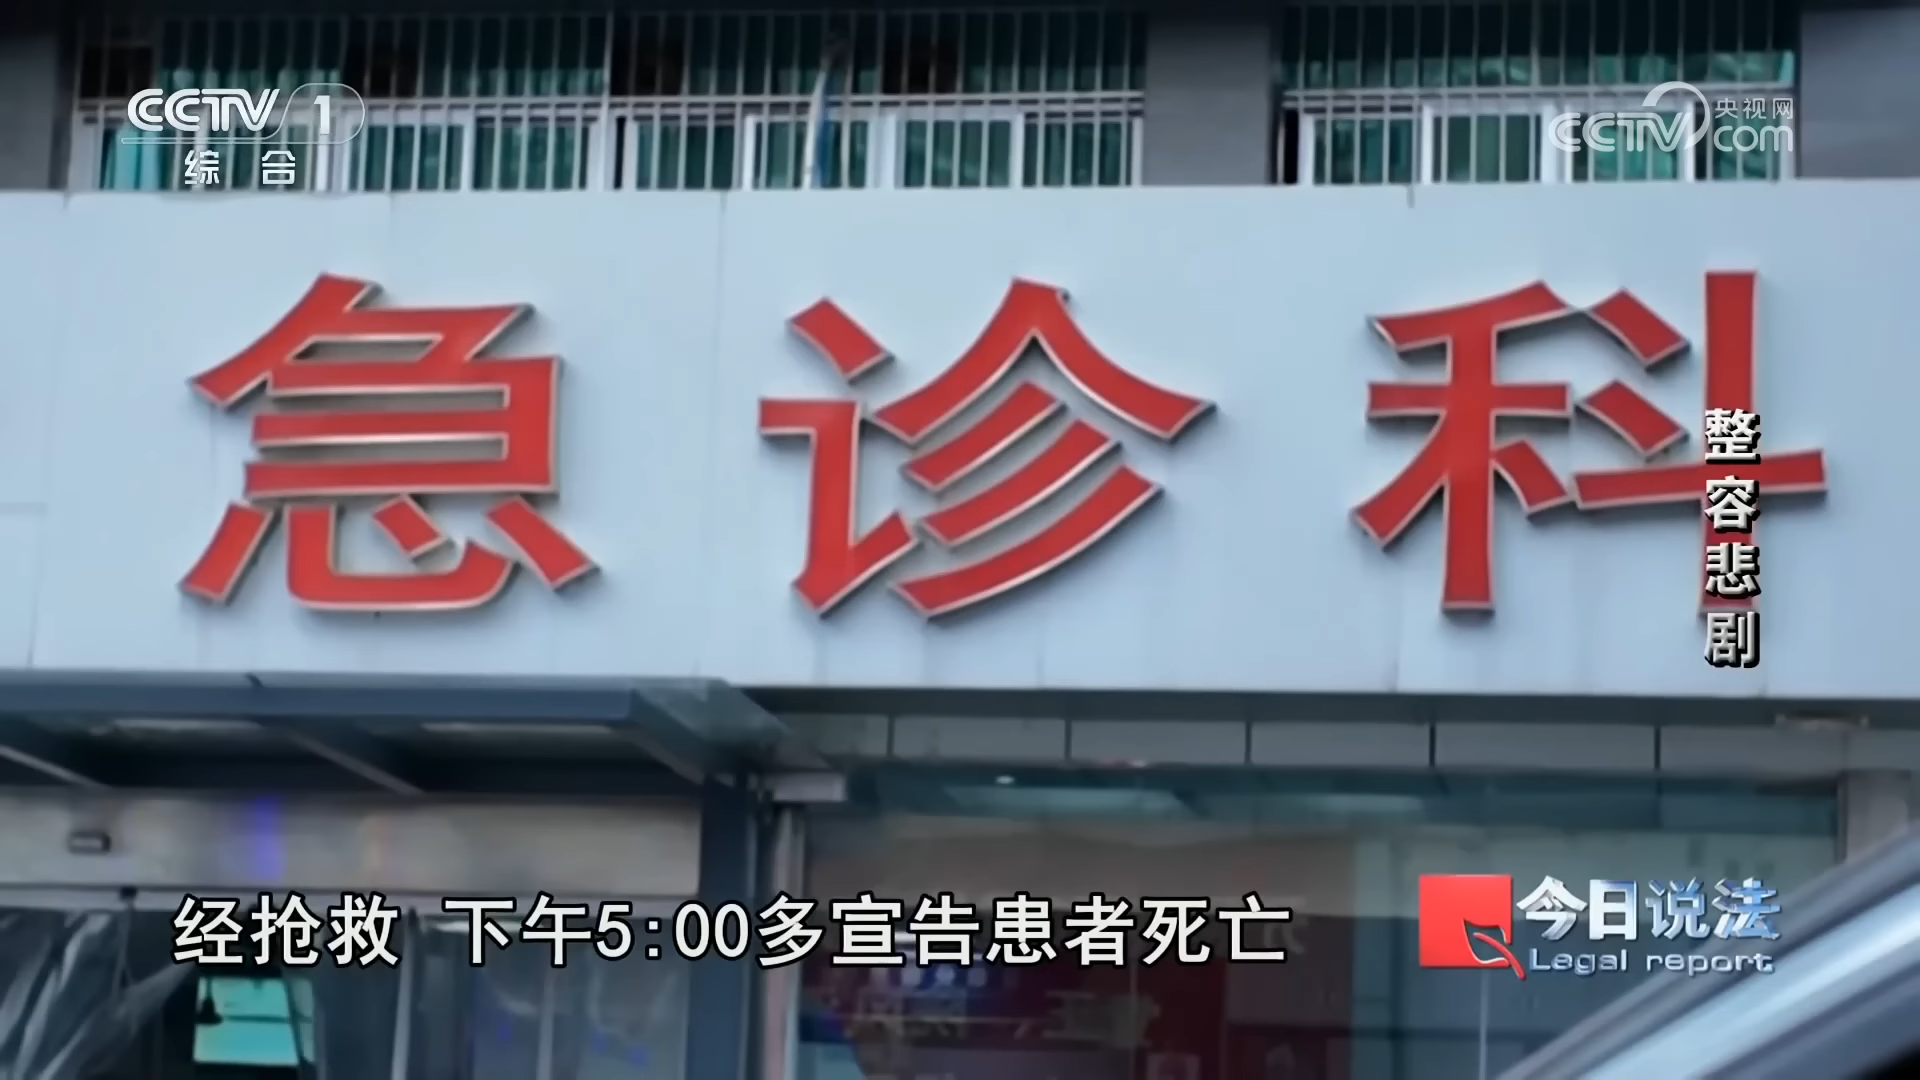 CCTV 1
综合
央视网
CCTV.com
急诊科
整容悲剧
经抢救 下午5:00多宣告患者死亡
今日说法
Legal report